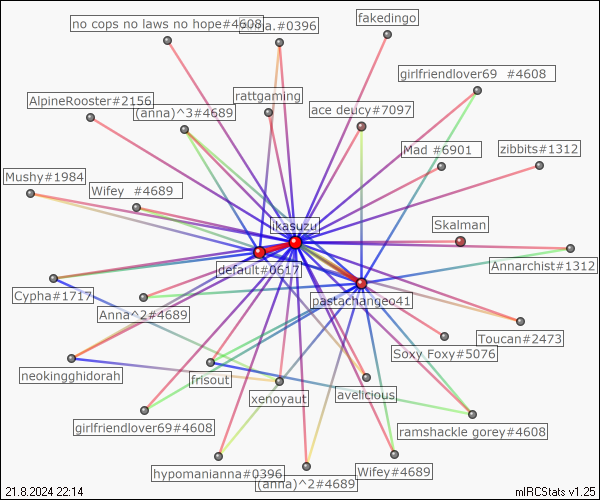 fakedingo
no cops no laws no hope#4608
a.#0396
girlfriendlover69 #4608
rattgaming
AlpineRooster#2156
(anna)^3#4689
ace deucy#7097
Mad #6901
zibbits#1312
Mushy#1984
Wifey #4689
ikasuzu
Skalman
default#0617
Annarchist#1312
Cypha#1717
pastachangeo41
Anna^2#4689
Toucan#2473
Soxy Foxy#5076
neokingghidorah
frisout
xenoyaut
avelicious
girlfriendlover69#4608
ramshackle gorey#4608
hypomanianna#0396
Wifey#4689
(anna)^2#4689
21.8.2024 22:14
mIRCStats v1.25